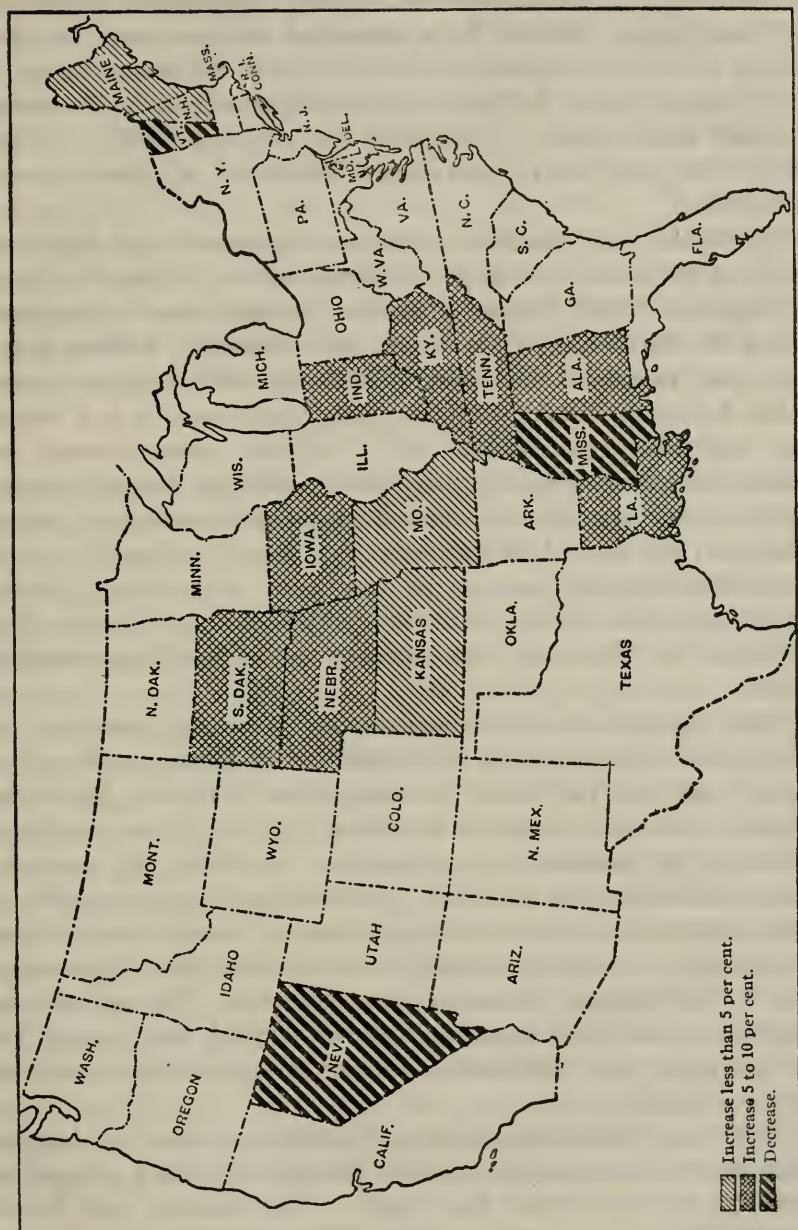 WASH.
OREGON
CALIF.
NEV.
IDAHO
MONT.
WYO.
UTAH
COLO.
ARIZ.
N. MEX.
N. DAK.
S. DAK.
NEBR.
KANSAS
OKLA.
TEXAS
MINN.
IOWA
MO.
ARK.
LA.
WIS.
ILL.
MICH.
IND.
OHIO
KY.
TENN.
MISS.
ALA.
GA.
FLA.
S. C.
N. C.
VA.
W. VA.
PA.
N. Y.
MD.
DEL.
N. J.
CONN.
R. I.
MASS.
VT.
N. H.
MAINE
Increase less than 5 per cent.
Increase 5 to 10 per cent.
Decrease.